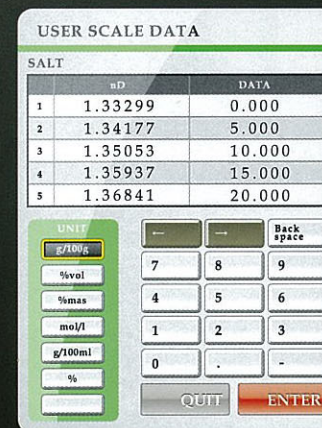 USER SCALE DATA
SALT
nD DATA
1 1.33299 0.000
2 1.34177 5.000
3 1.35053 10.000
4 1.35937 15.000
5 1.36841 20.000
UNIT
g/100g
%vol
%mas
mol/l
g/100ml
%
← → Back space
7 8 9
4 5 6
1 2 3
0 . -
QUIT ENTER